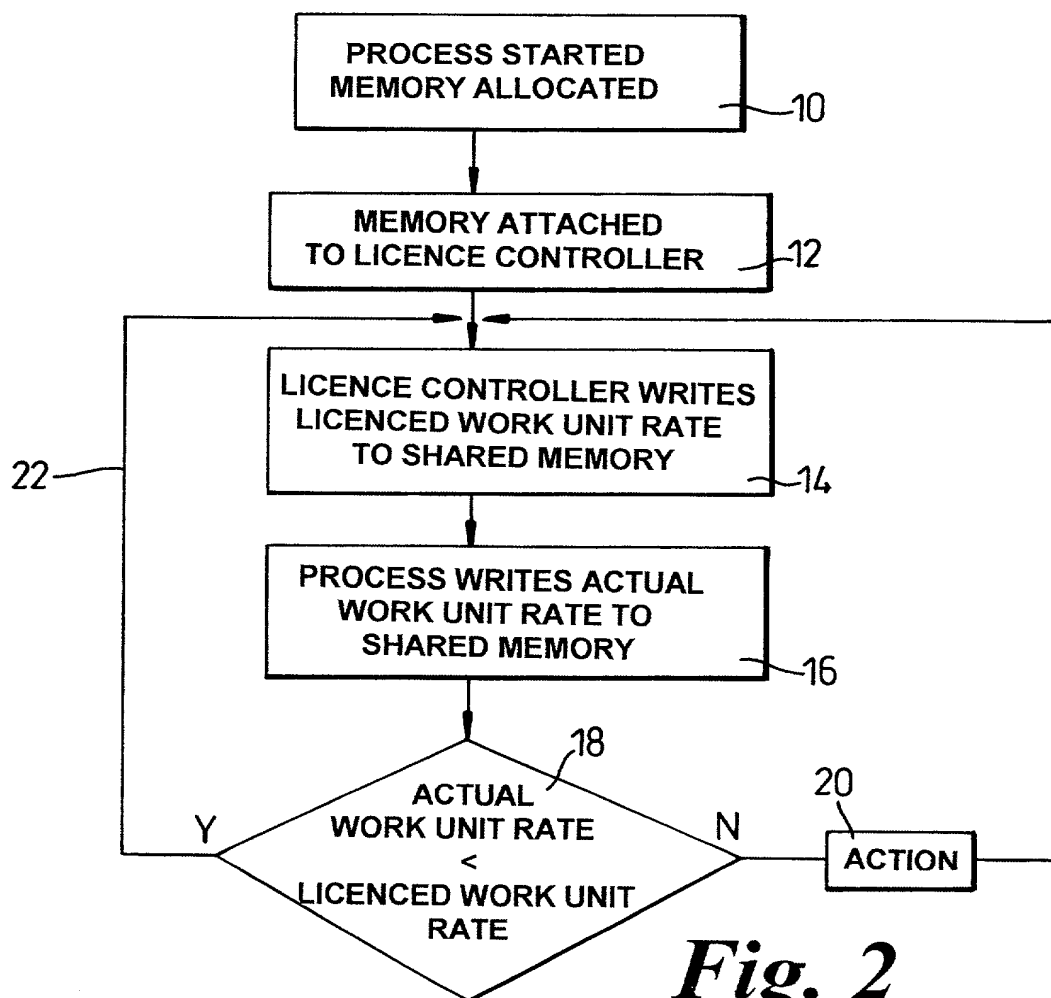 PROCESS STARTED
MEMORY ALLOCATED
10
MEMORY ATTACHED
TO LICENCE CONTROLLER
12
LICENCE CONTROLLER WRITES
LICENCED WORK UNIT RATE
TO SHARED MEMORY
14
22
PROCESS WRITES ACTUAL
WORK UNIT RATE TO
SHARED MEMORY
16
18
ACTUAL
WORK UNIT RATE
<
LICENCED WORK UNIT
RATE
Y
N
20
ACTION
Fig. 2